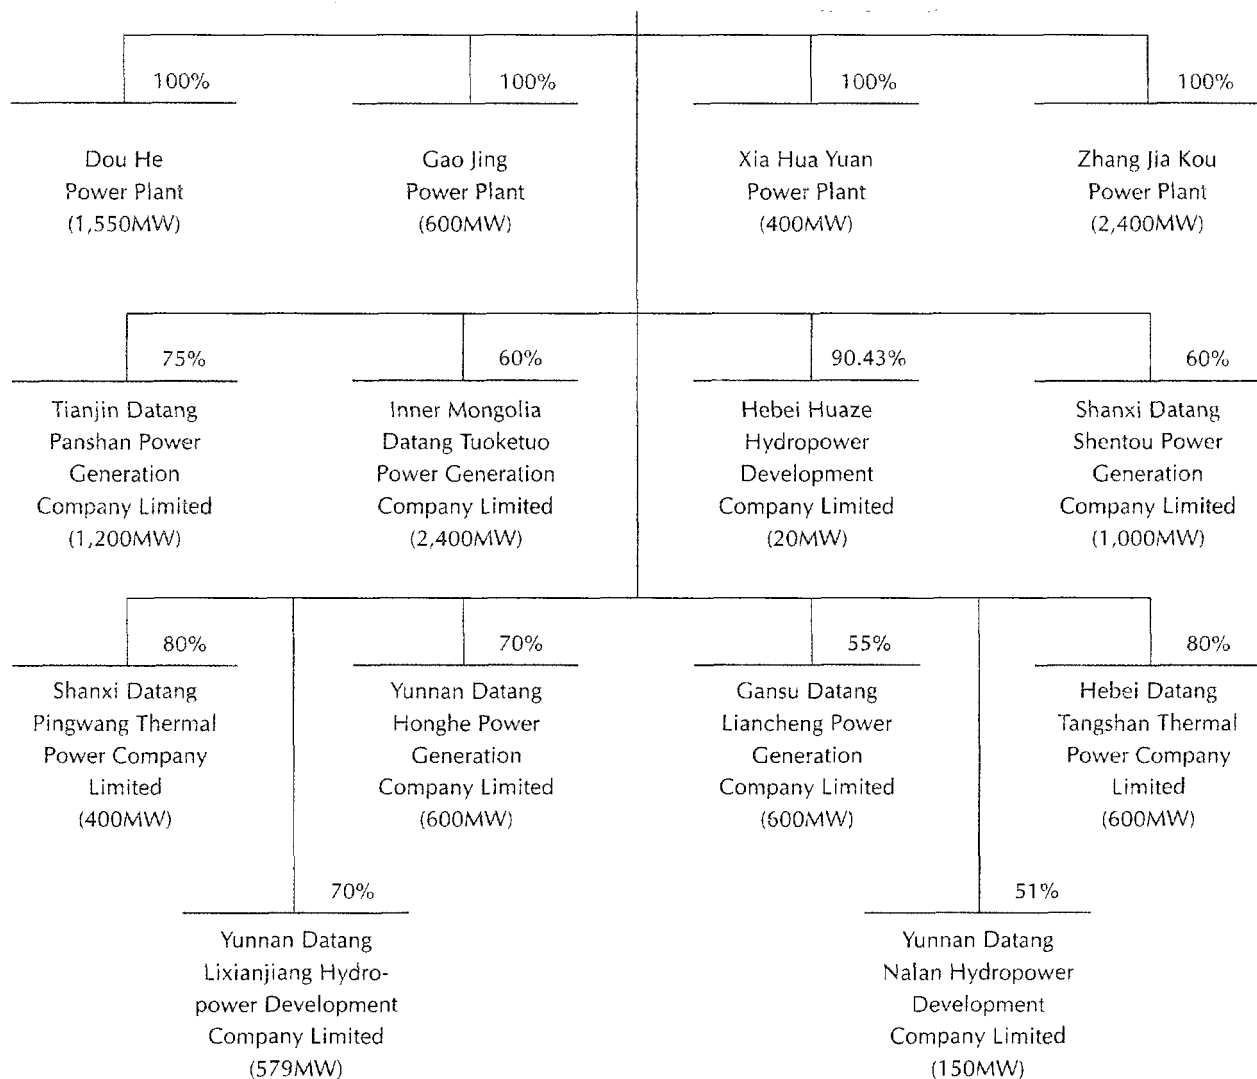 100%
100%
100%
100%
Dou He
Power Plant
(1,550MW)
Gao Jing
Power Plant
(600MW)
Xia Hua Yuan
Power Plant
(400MW)
Zhang Jia Kou
Power Plant
(2,400MW)
75%
60%
90.43%
60%
Tianjin Datang
Panshan Power
Generation
Company Limited
(1,200MW)
Inner Mongolia
Datang Tuoketuo
Power Generation
Company Limited
(2,400MW)
Hebei Huaze
Hydropower
Development
Company Limited
(20MW)
Shanxi Datang
Shentou Power
Generation
Company Limited
(1,000MW)
80%
70%
55%
80%
Shanxi Datang
Pingwang Thermal
Power Company
Limited
(400MW)
Yunnan Datang
Honghe Power
Generation
Company Limited
(600MW)
Gansu Datang
Liancheng Power
Generation
Company Limited
(600MW)
Hebei Datang
Tangshan Thermal
Power Company
Limited
(600MW)
70%
51%
Yunnan Datang
Lixianjiang Hydro-
power Development
Company Limited
(579MW)
Yunnan Datang
Nalan Hydropower
Development
Company Limited
(150MW)